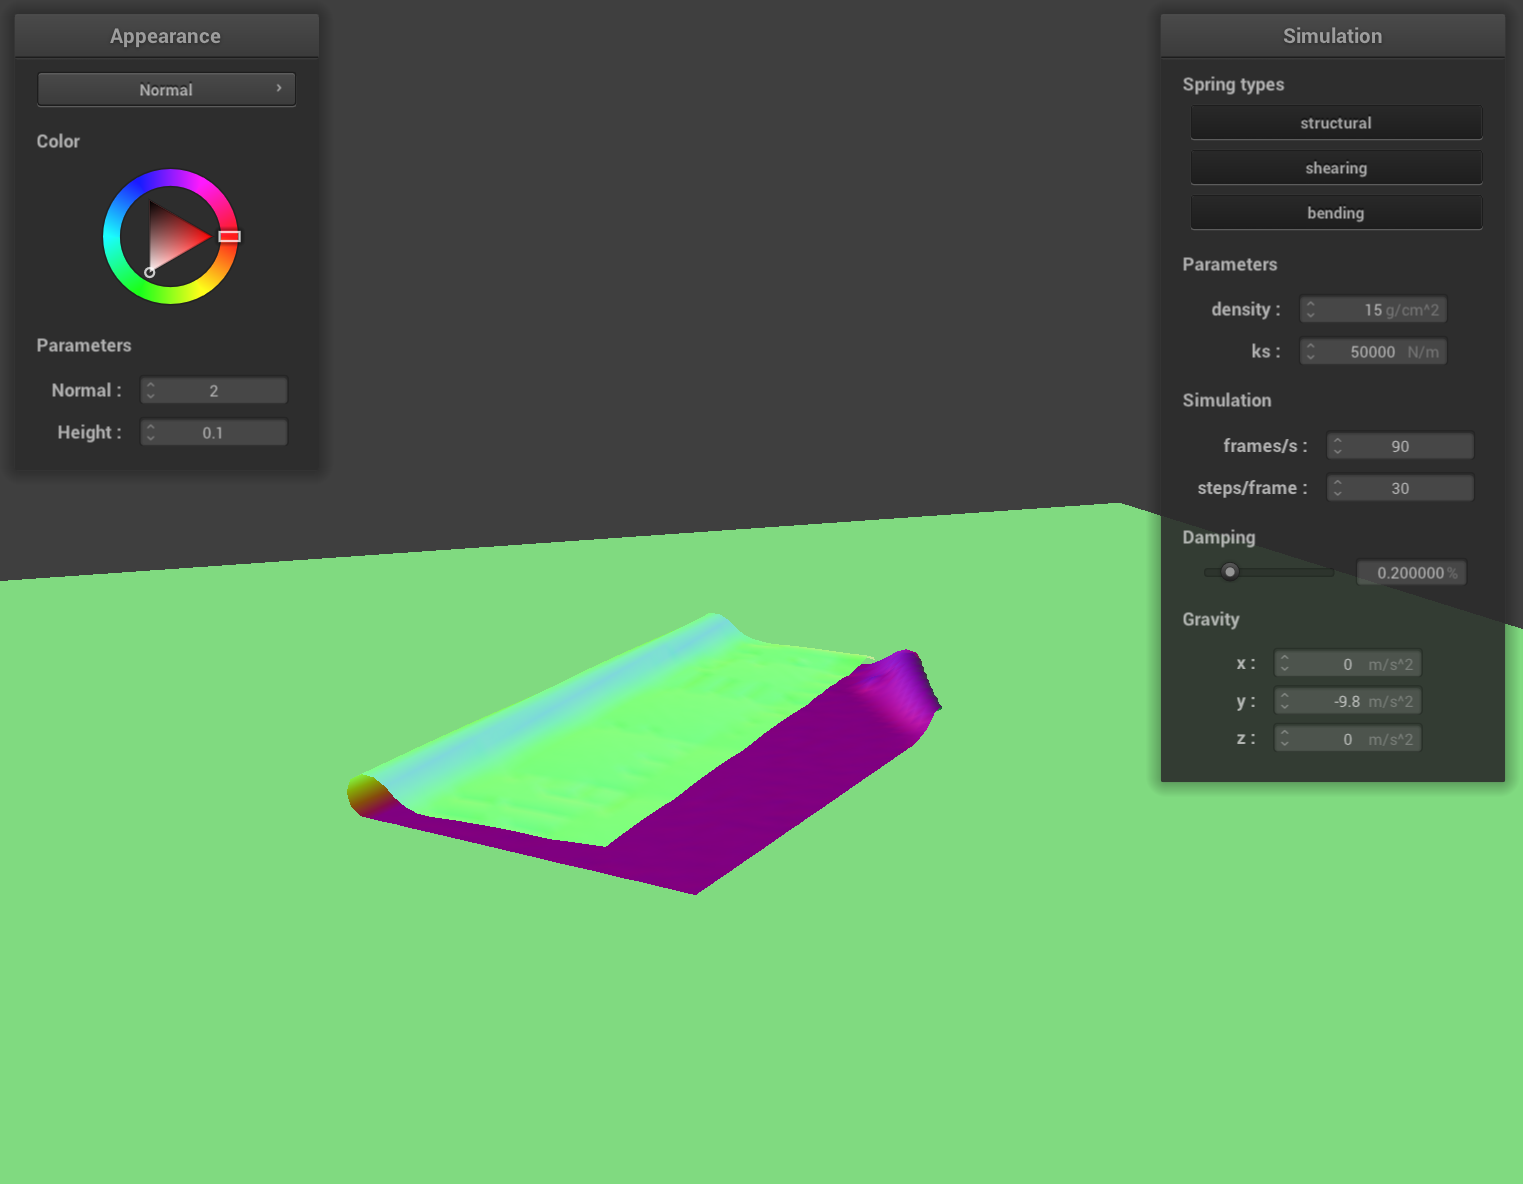 Appearance
Normal
Color
Parameters
Normal : 2
Height : 0.1
Simulation
Spring types
structural
shearing
bending
Parameters
density : 15 g/cm^2
ks : 50000 N/m
Simulation
frames/s : 90
steps/frame : 30
Damping
0.200000 %
Gravity
x : 0 m/s^2
y : -9.8 m/s^2
z : 0 m/s^2